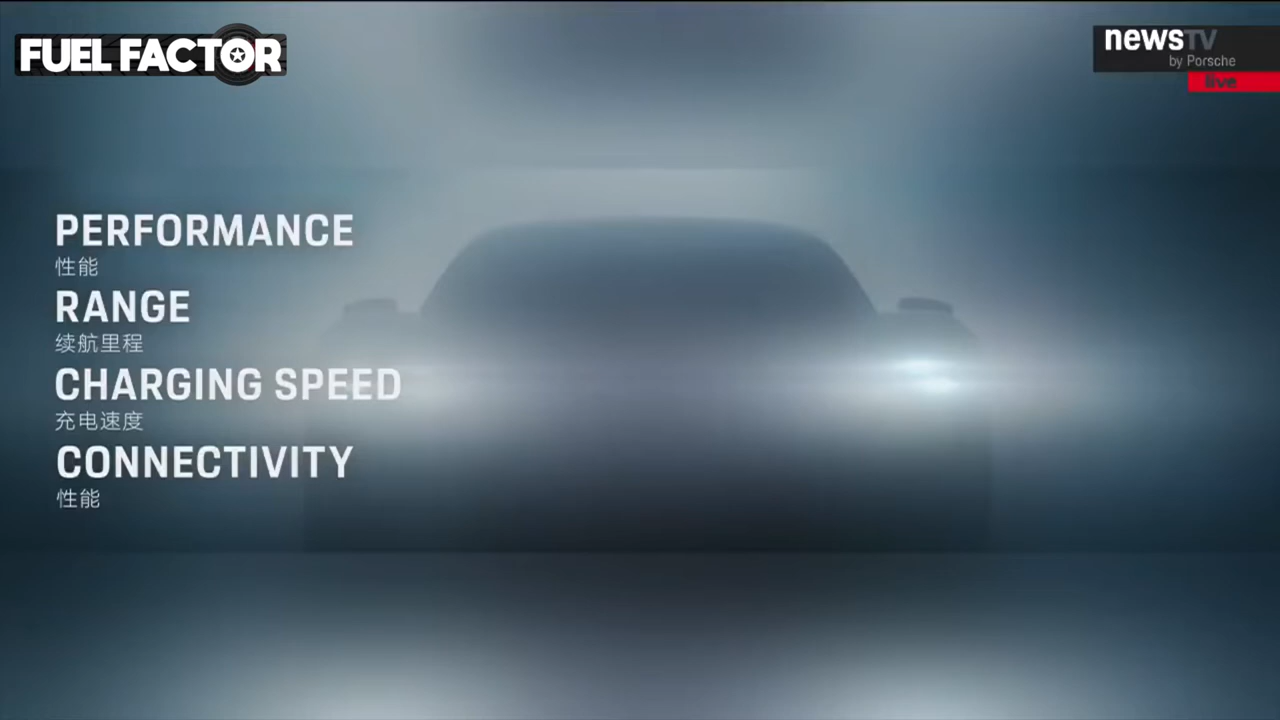 FUEL FACTOR
newsTV
by Porsche
live
PERFORMANCE
性能
RANGE
续航里程
CHARGING SPEED
充电速度
CONNECTIVITY
性能